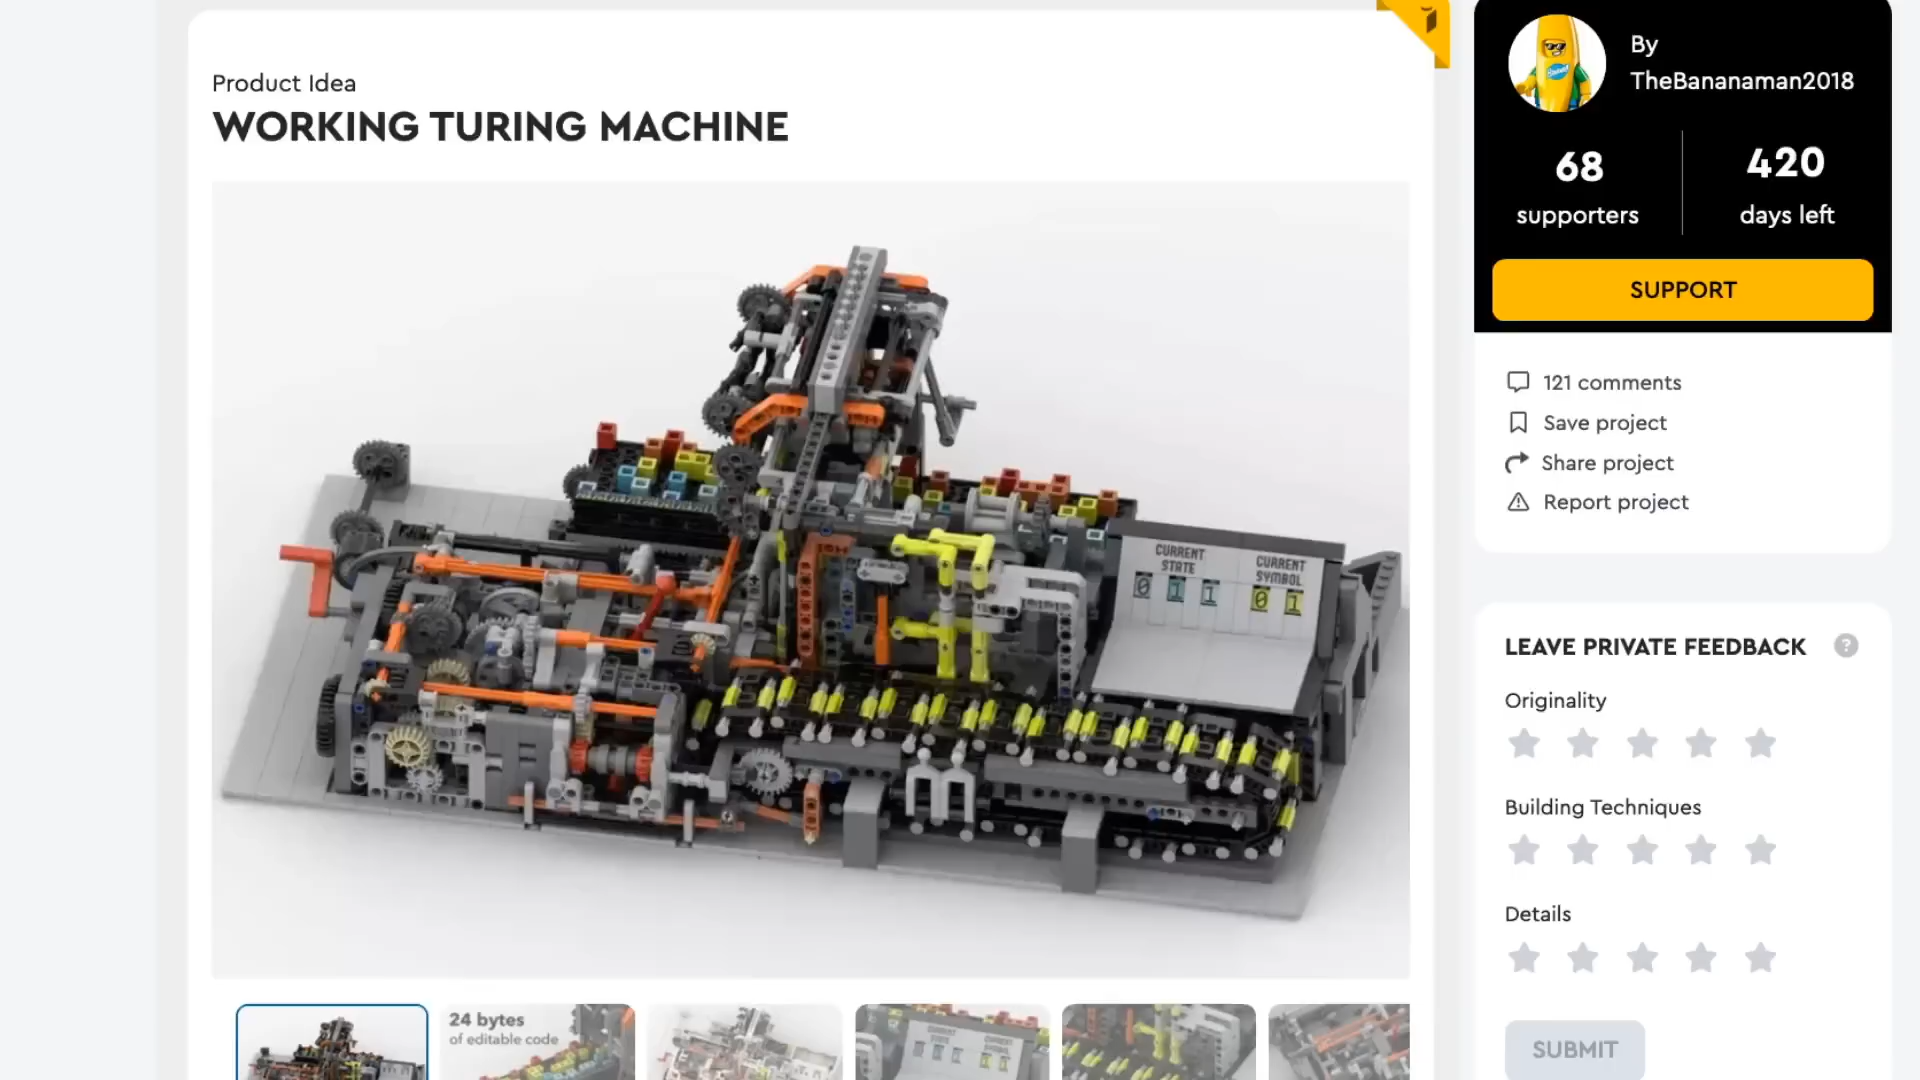 Product Idea
WORKING TURING MACHINE
By
TheBananaman2018
68
supporters
420
days left
SUPPORT
121 comments
Save project
Share project
Report project
CURRENT
STATE
CURRENT
SYMBOL
0 1 1
0 1
LEAVE PRIVATE FEEDBACK
?
Originality
Building Techniques
Details
SUBMIT
24 bytes
of editable code